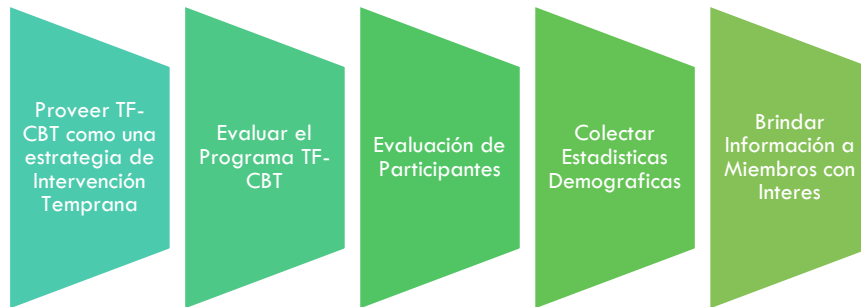 Proveer TF-
CBT como una
estrategia de
Intervención
Temprana
Evaluar el
Programa TF-
CBT
Evaluación de
Participantes
Colectar
Estadisticas
Demograficas
Brindar
Información a
Miembros con
Interes